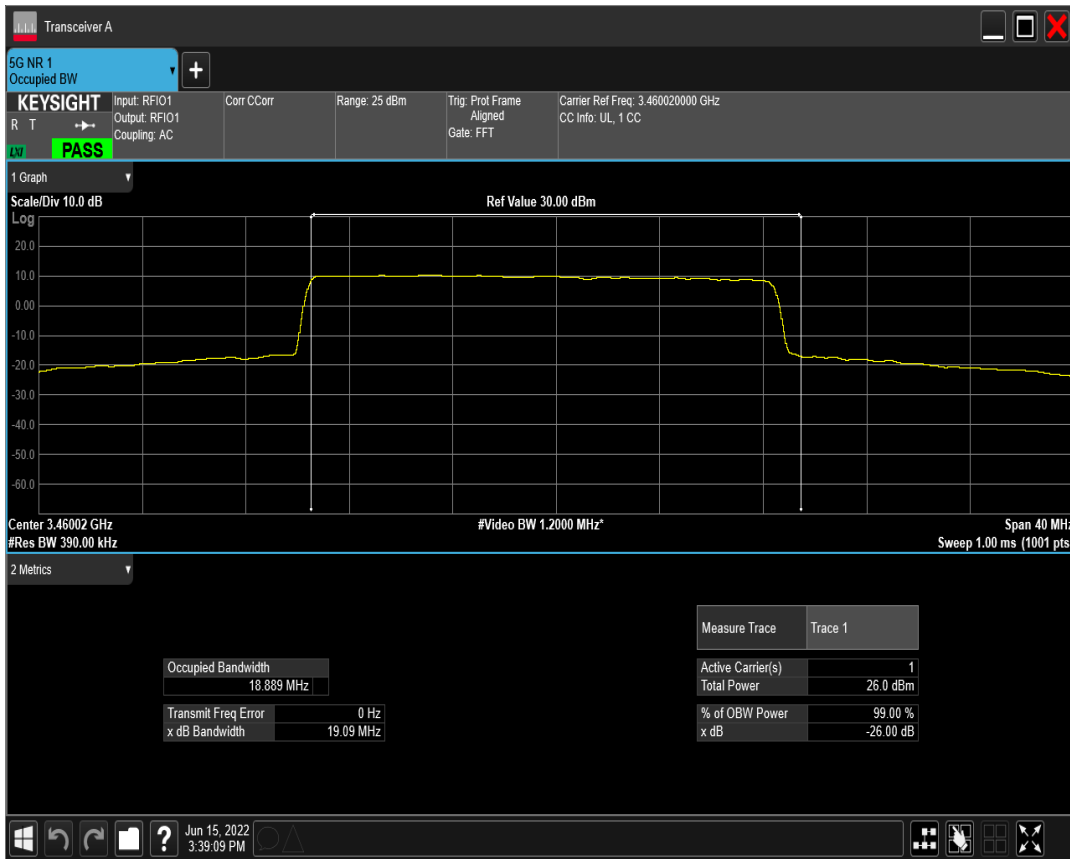 Transceiver A
5G NR 1
Occupied BW
KEYSIGHT
R T
LXI
PASS
Input: RFIO1
Output: RFIO1
Coupling: AC
Corr CCorr
Range: 25 dBm
Trig: Prot Frame
Aligned
Gate: FFT
Carrier Ref Freq: 3.460020000 GHz
CC Info: UL, 1 CC
1 Graph
Scale/Div 10.0 dB
Ref Value 30.00 dBm
Log
20.0
10.0
0.00
-10.0
-20.0
-30.0
-40.0
-50.0
-60.0
Center 3.46002 GHz
#Video BW 1.2000 MHz*
Span 40 MHz
#Res BW 390.00 kHz
Sweep 1.00 ms (1001 pts
2 Metrics
Measure Trace Trace 1
Occupied Bandwidth
18.889 MHz
Transmit Freq Error 0 Hz
x dB Bandwidth 19.09 MHz
Active Carrier(s) 1
Total Power 26.0 dBm
% of OBW Power 99.00 %
x dB -26.00 dB
?
Jun 15, 2022
3:39:09 PM